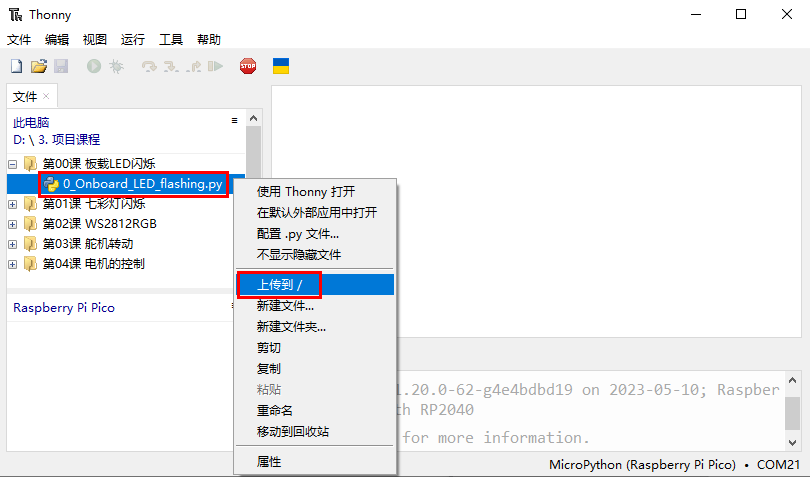 Thonny
文件 编辑 视图 运行 工具 帮助
STOP
文件
此电脑
D: \ 3. 项目课程
第00课 板载LED闪烁
0_Onboard_LED_flashing.py
第01课 七彩灯闪烁
第02课 WS2812RGB
第03课 舵机转动
第04课 电机的控制
Raspberry Pi Pico
使用 Thonny 打开
在默认外部应用中打开
配置 .py 文件...
不显示隐藏文件
上传到 /
新建文件...
新建文件夹...
剪切
复制
粘贴
重命名
移动到回收站
属性
1.20.0-62-g4e4bdbd19 on 2023-05-10; Raspber
th RP2040
for more information.
MicroPython (Raspberry Pi Pico) • COM21